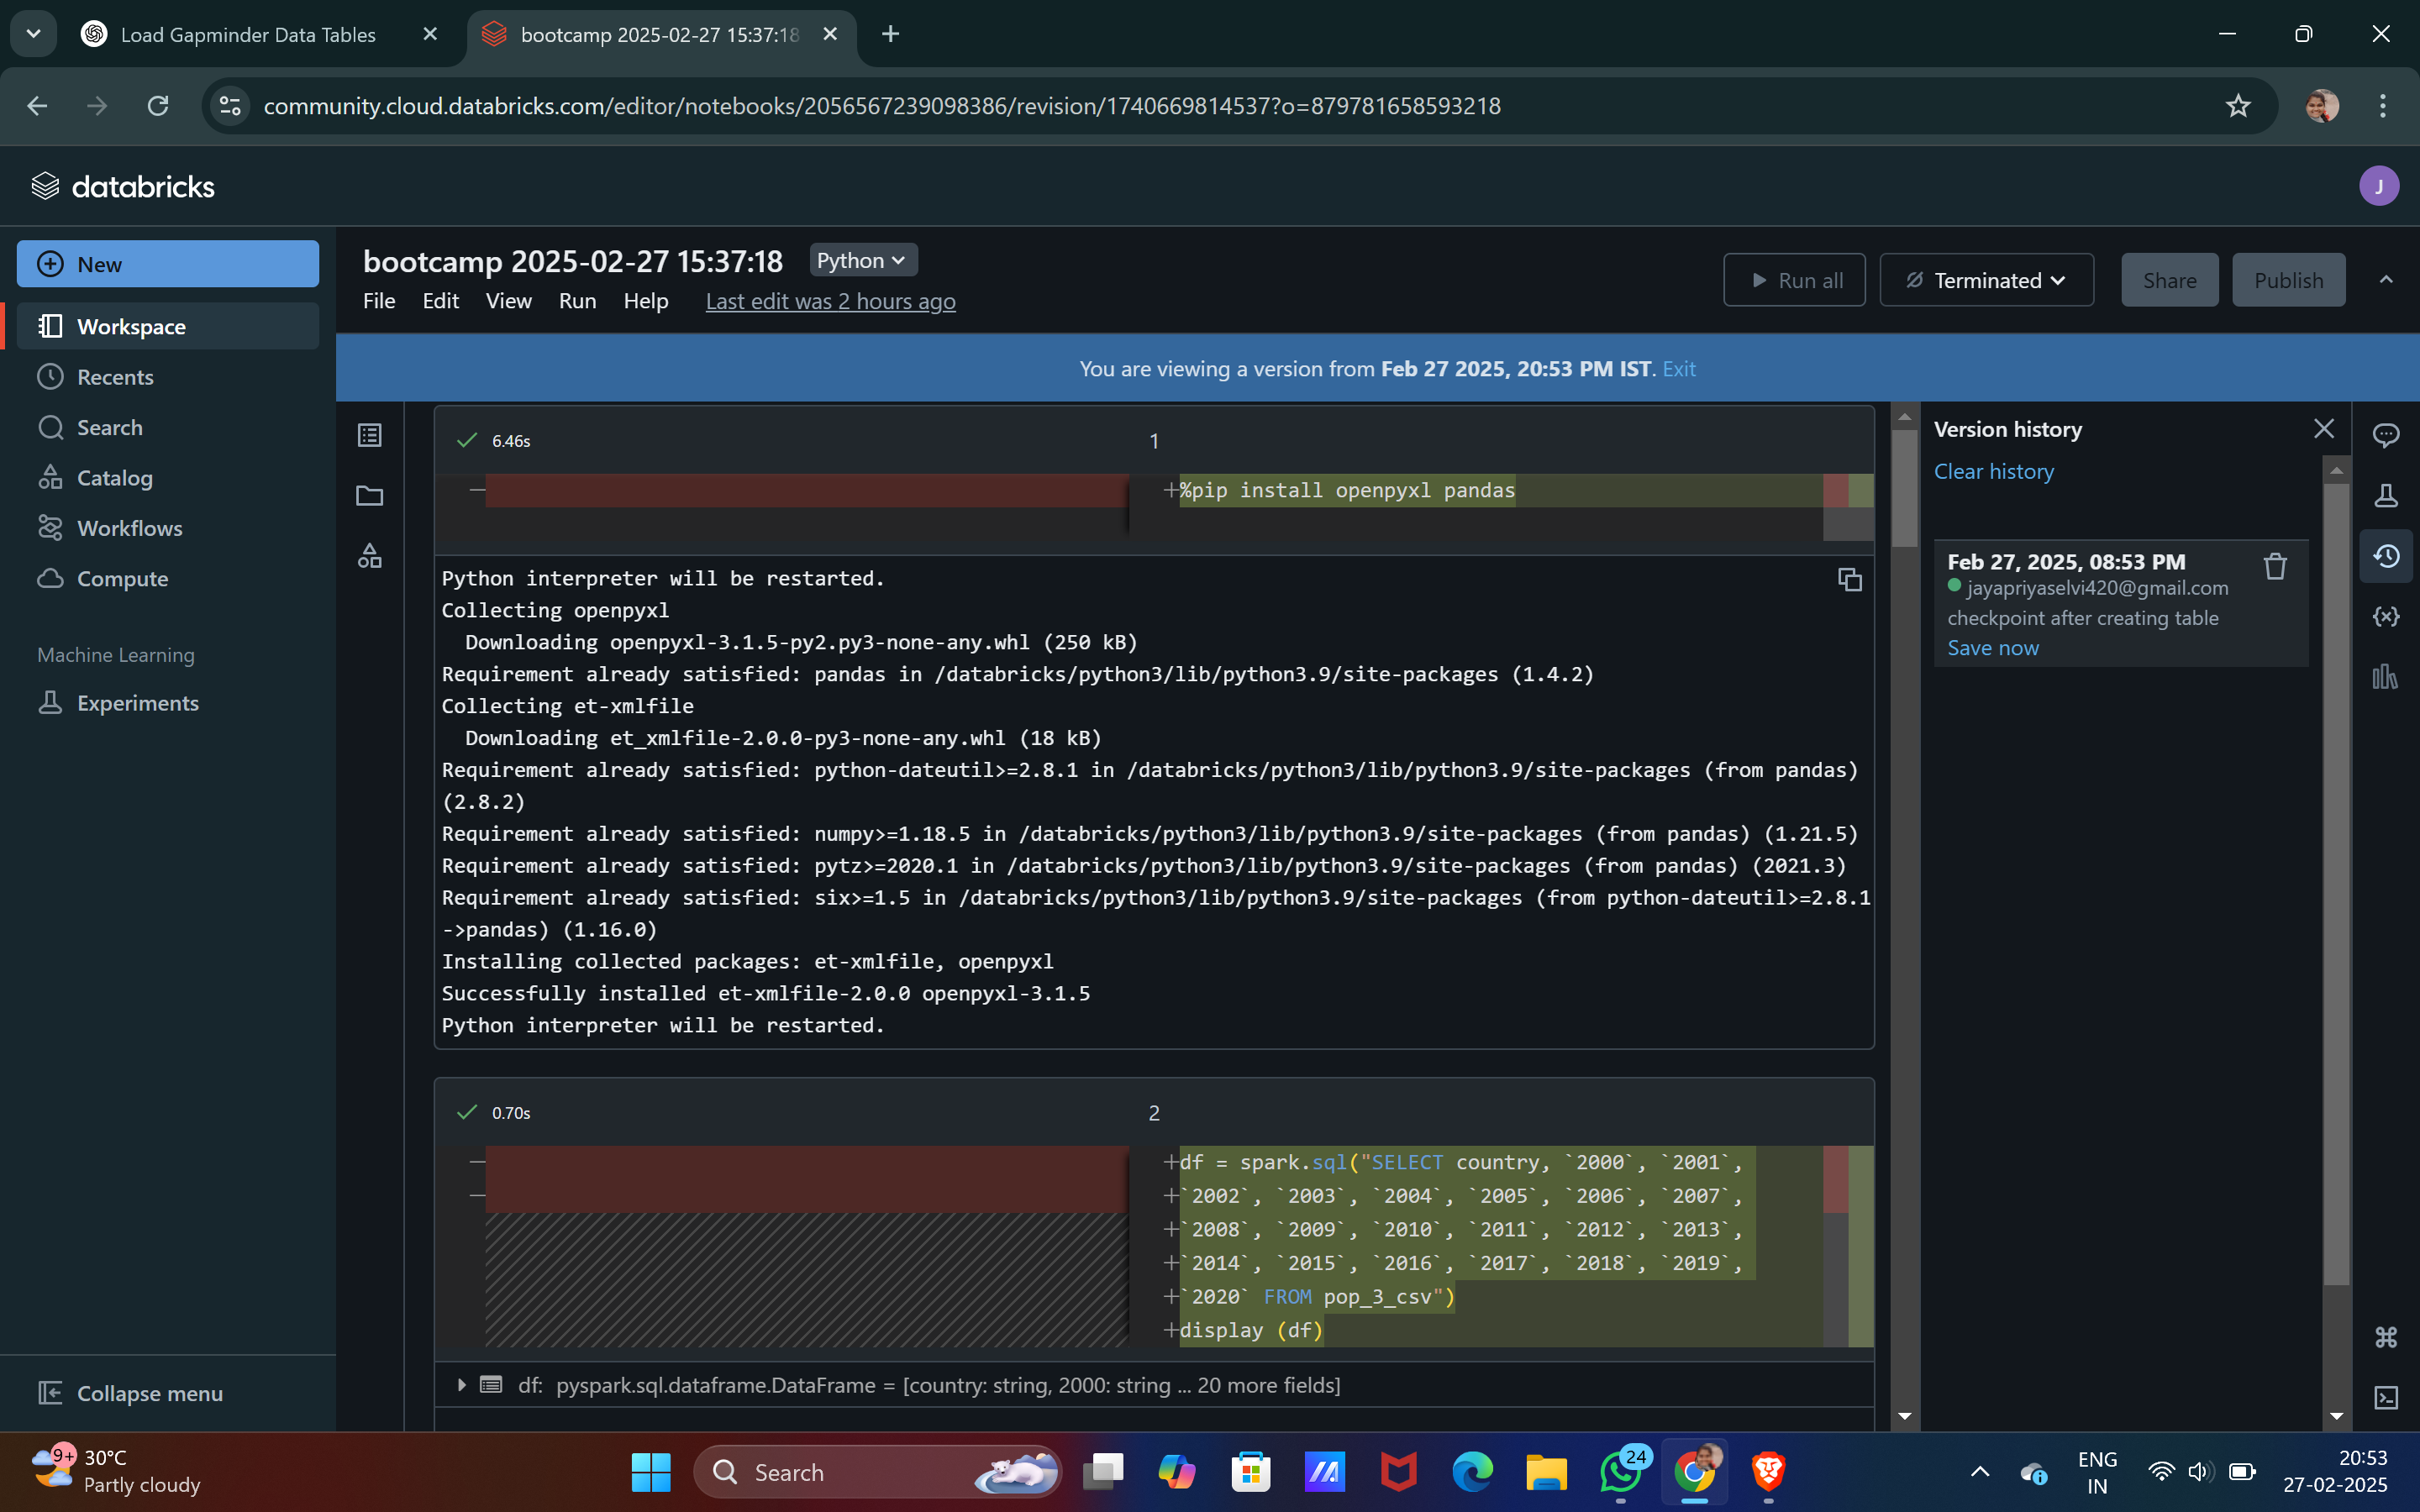 Load Gapminder Data Tables
bootcamp 2025-02-27 15:37:18
community.cloud.databricks.com/editor/notebooks/2056567239098386/revision/1740669814537?o=879781658593218
databricks
J
New
Workspace
Recents
Search
Catalog
Workflows
Compute
Machine Learning
Experiments
Collapse menu
bootcamp 2025-02-27 15:37:18
Python
File Edit View Run Help Last edit was 2 hours ago
Run all
Terminated
Share
Publish
You are viewing a version from Feb 27 2025, 20:53 PM IST. Exit
6.46s
1
+%pip install openpyxl pandas
Python interpreter will be restarted.
Collecting openpyxl
  Downloading openpyxl-3.1.5-py2.py3-none-any.whl (250 kB)
Requirement already satisfied: pandas in /databricks/python3/lib/python3.9/site-packages (1.4.2)
Collecting et-xmlfile
  Downloading et_xmlfile-2.0.0-py3-none-any.whl (18 kB)
Requirement already satisfied: python-dateutil>=2.8.1 in /databricks/python3/lib/python3.9/site-packages (from pandas)
(2.8.2)
Requirement already satisfied: numpy>=1.18.5 in /databricks/python3/lib/python3.9/site-packages (from pandas) (1.21.5)
Requirement already satisfied: pytz>=2020.1 in /databricks/python3/lib/python3.9/site-packages (from pandas) (2021.3)
Requirement already satisfied: six>=1.5 in /databricks/python3/lib/python3.9/site-packages (from python-dateutil>=2.8.1
->pandas) (1.16.0)
Installing collected packages: et-xmlfile, openpyxl
Successfully installed et-xmlfile-2.0.0 openpyxl-3.1.5
Python interpreter will be restarted.
0.70s
2
+df = spark.sql("SELECT country, `2000`, `2001`,
+`2002`, `2003`, `2004`, `2005`, `2006`, `2007`,
+`2008`, `2009`, `2010`, `2011`, `2012`, `2013`,
+`2014`, `2015`, `2016`, `2017`, `2018`, `2019`,
+`2020` FROM pop_3_csv")
+display (df)
df: pyspark.sql.dataframe.DataFrame = [country: string, 2000: string ... 20 more fields]
Version history
Clear history
Feb 27, 2025, 08:53 PM
jayapriyaselvi420@gmail.com
checkpoint after creating table
Save now
9+
30°C
Partly cloudy
Search
24
ENG
IN
20:53
27-02-2025